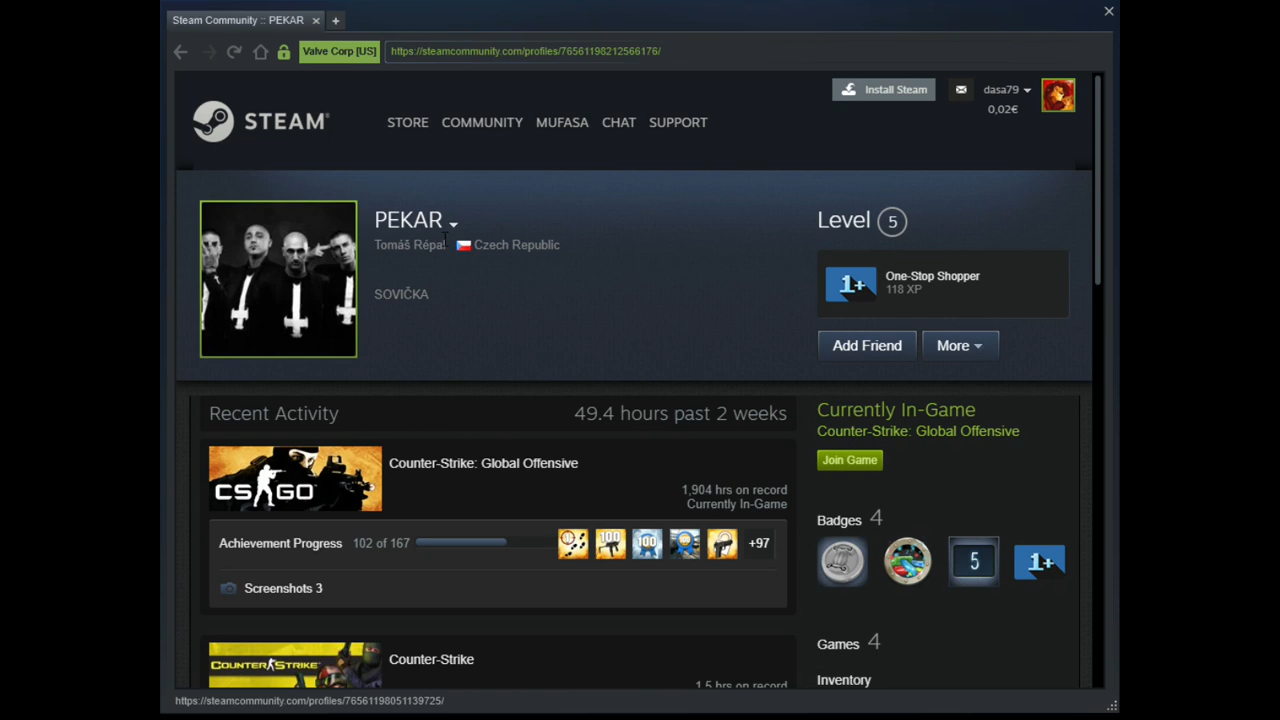 Steam Community :: PEKAR
Valve Corp [US]
https://steamcommunity.com/profiles/76561198212566176/
Install Steam
dasa79
0,02€
STEAM®
STORE COMMUNITY MUFASA CHAT SUPPORT
PEKAR
Tomáš Czech Republic
SOVIČKA
Level 5
1+
One-Stop Shopper
118 XP
Add Friend
More
Recent Activity
49.4 hours past 2 weeks
CS GO
Counter-Strike: Global Offensive
1,904 hrs on record
Currently In-Game
Achievement Progress 102 of 167
100
100
+97
Screenshots 3
COUNTER-STRIKE
Counter-Strike
1.5 hrs on record
Currently In-Game
Counter-Strike: Global Offensive
Join Game
Badges 4
5
1+
Games 4
Inventory
https://steamcommunity.com/profiles/76561198051139725/